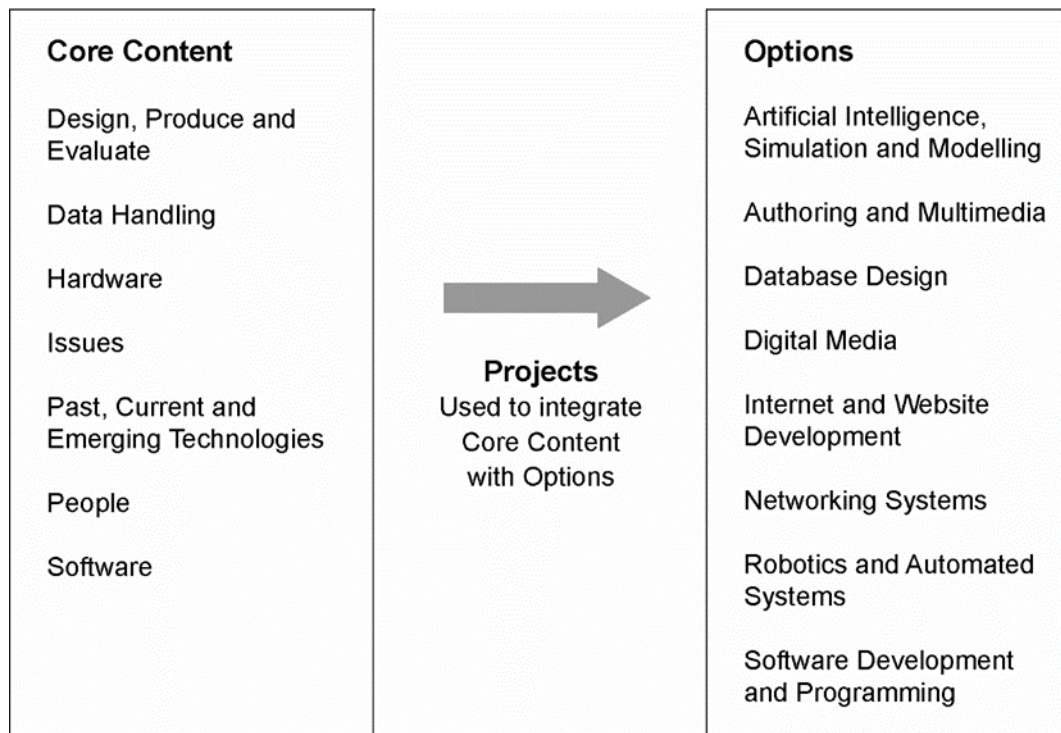 Core Content
Design, Produce and
Evaluate
Data Handling
Hardware
Issues
Past, Current and
Emerging Technologies
People
Software
Projects
Used to integrate
Core Content
with Options
Options
Artificial Intelligence,
Simulation and Modelling
Authoring and Multimedia
Database Design
Digital Media
Internet and Website
Development
Networking Systems
Robotics and Automated
Systems
Software Development
and Programming